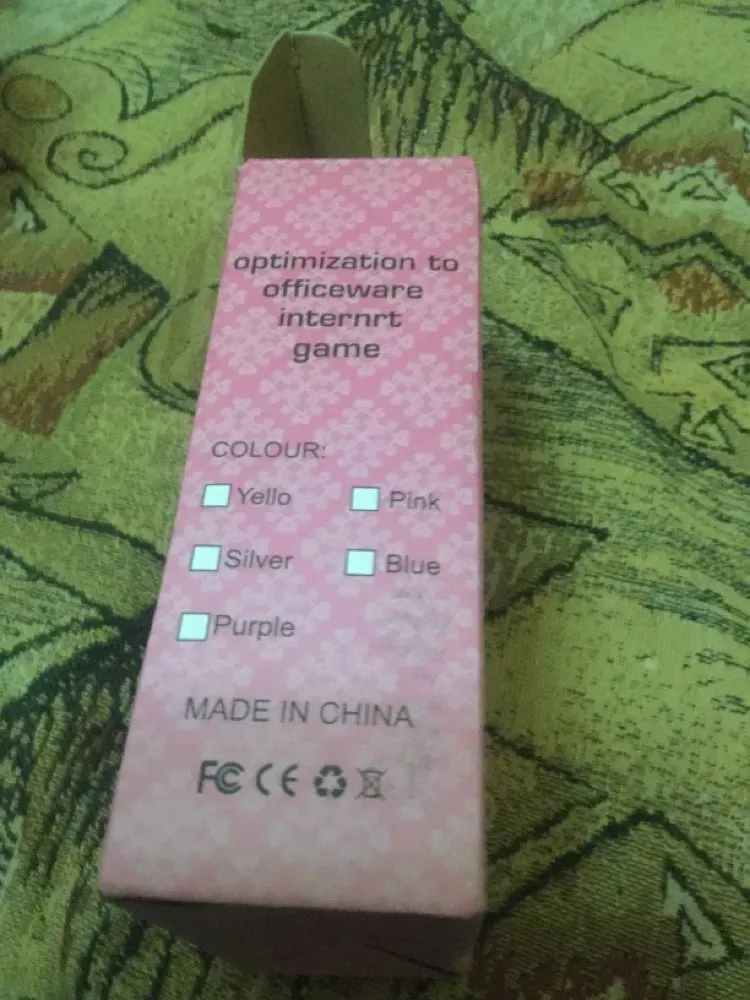 optimization to
officeware
internrt
game
COLOUR:
Yello Pink
Silver Blue
Purple
MADE IN CHINA
FC CE